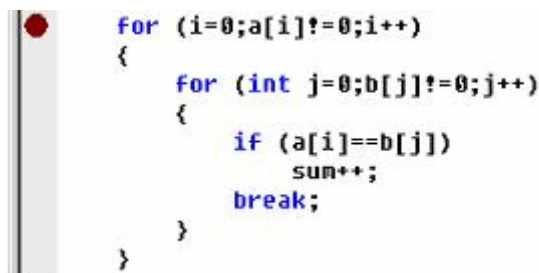 for (i=0;a[i]!=0;i++)
{
for (int j=0;b[j]!=0;j++)
{
if (a[i]==b[j])
sum++;
break;
}
}